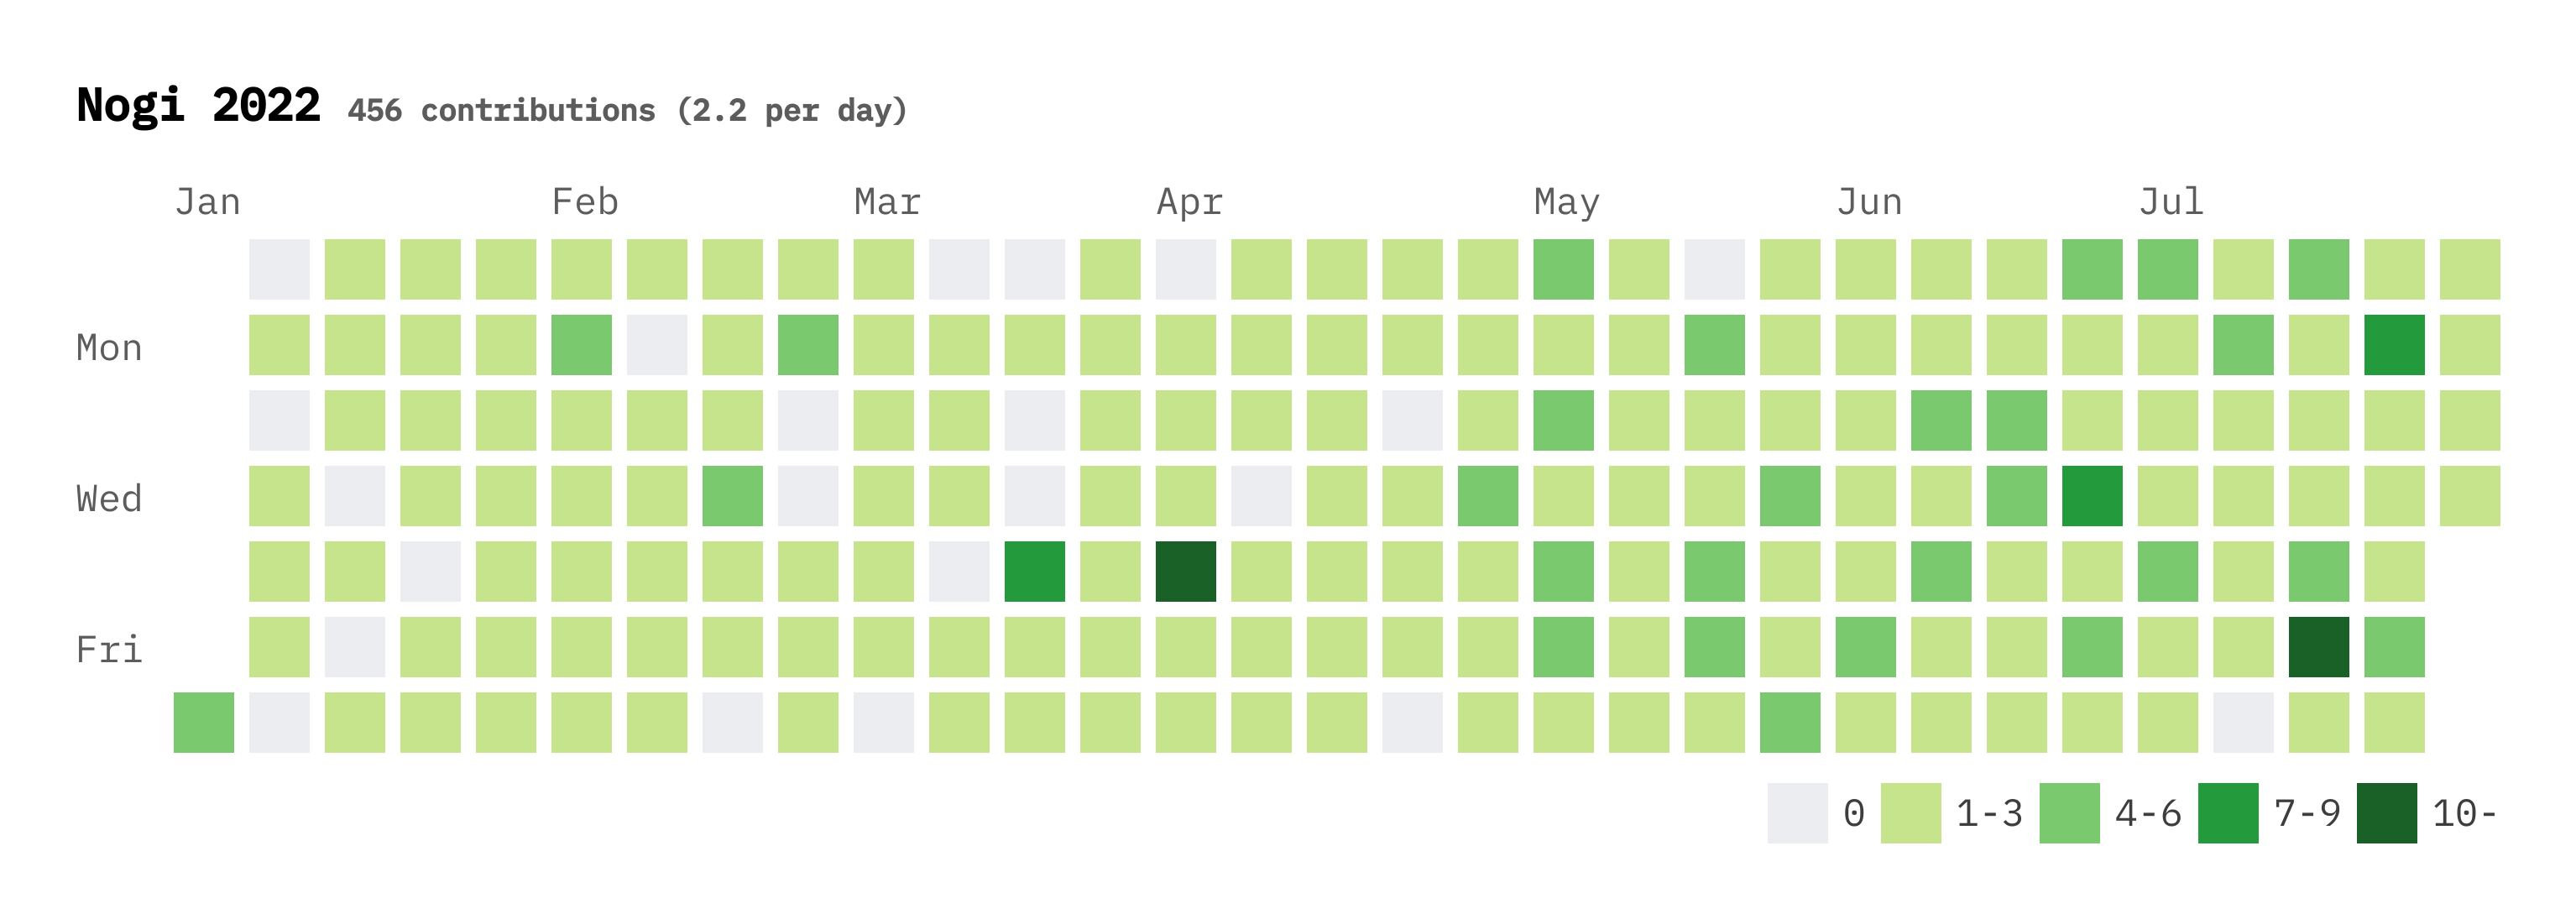 Nogi 2022 456 contributions (2.2 per day)
Jan Feb Mar Apr May Jun Jul
Mon
Wed
Fri
0 1-3 4-6 7-9 10-